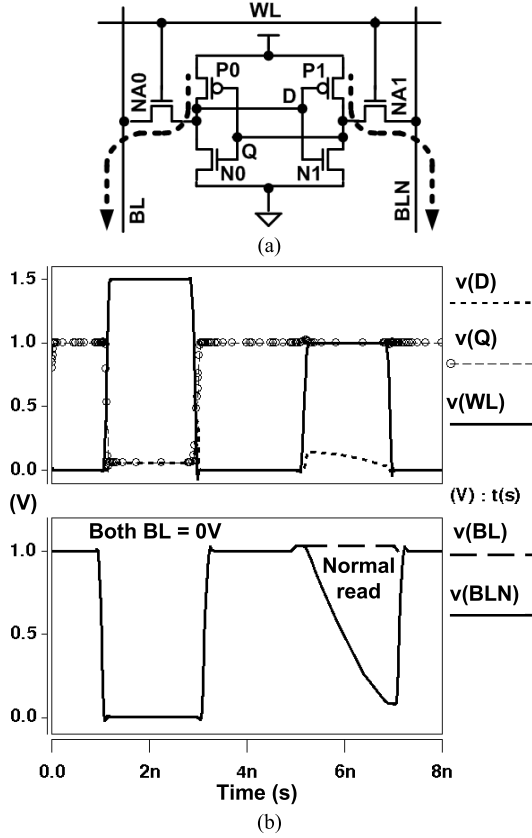 WL
NA0
P0
P1
NA1
D
Q
N0
N1
BL
BLN
(a)
1.5
1.0
0.5
0.0
v(D)
v(Q)
v(WL)
(V) : t(s)
(V)
Both BL = 0V
1.0
0.5
0.0
Normal
read
v(BL)
v(BLN)
0.0 2n 4n 6n 8n
Time (s)
(b)